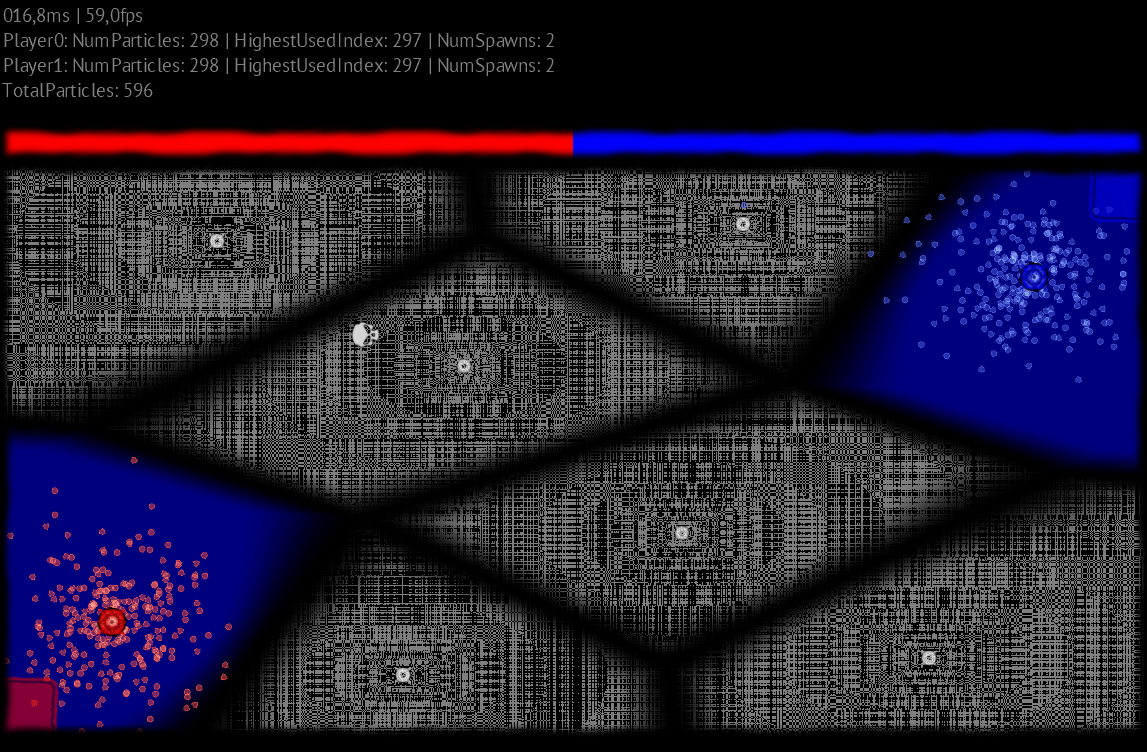 016,8ms | 59,0fps
Player0: NumParticles: 298 | HighestUsedIndex: 297 | NumSpawns: 2
Player1: NumParticles: 298 | HighestUsedIndex: 297 | NumSpawns: 2
TotalParticles: 596